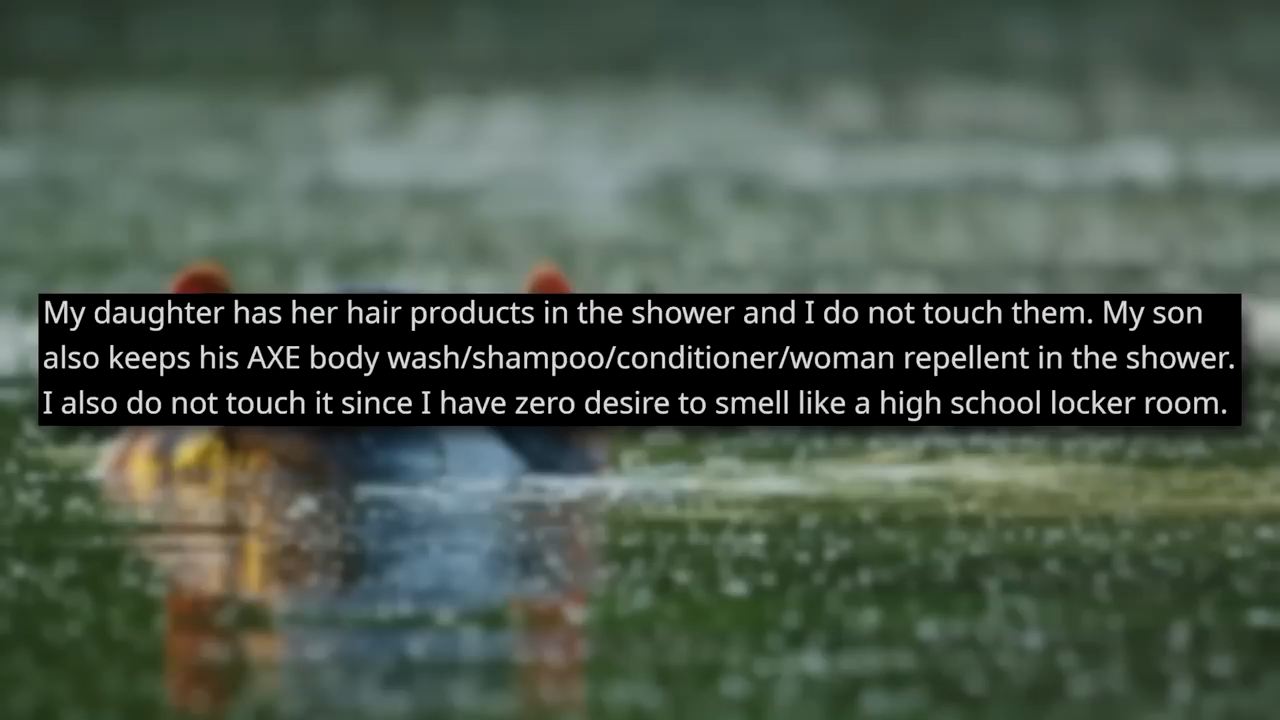 My daughter has her hair products in the shower and I do not touch them. My son
also keeps his AXE body wash/shampoo/conditioner/woman repellent in the shower.
I also do not touch it since I have zero desire to smell like a high school locker room.